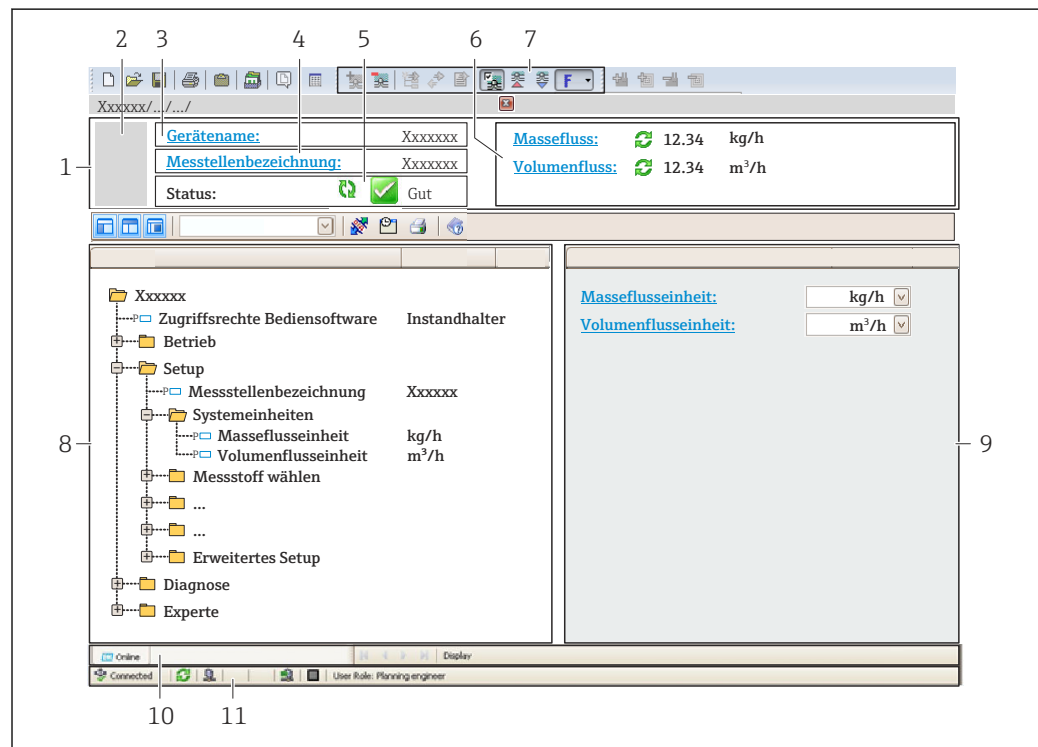 2 3 4 5 6 7
F
Xxxxxx/.../.../
1
Gerätename: Xxxxxxx
Messtellenbezeichnung: Xxxxxxx
Status: Gut
Massefluss: 12.34 kg/h
Volumenfluss: 12.34 m³/h
Xxxxxx
P Zugriffsrechte Bediensoftware Instandhalter
Betrieb
Setup
P Messstellenbezeichnung Xxxxxx
Systemeinheiten
P Masseflusseinheit kg/h
P Volumenflusseinheit m³/h
Messstoff wählen
...
...
Erweitertes Setup
Diagnose
Experte
8
Masseflusseinheit: kg/h
Volumenflusseinheit: m³/h
9
Online Display
Connected User Role: Planning engineer
10 11